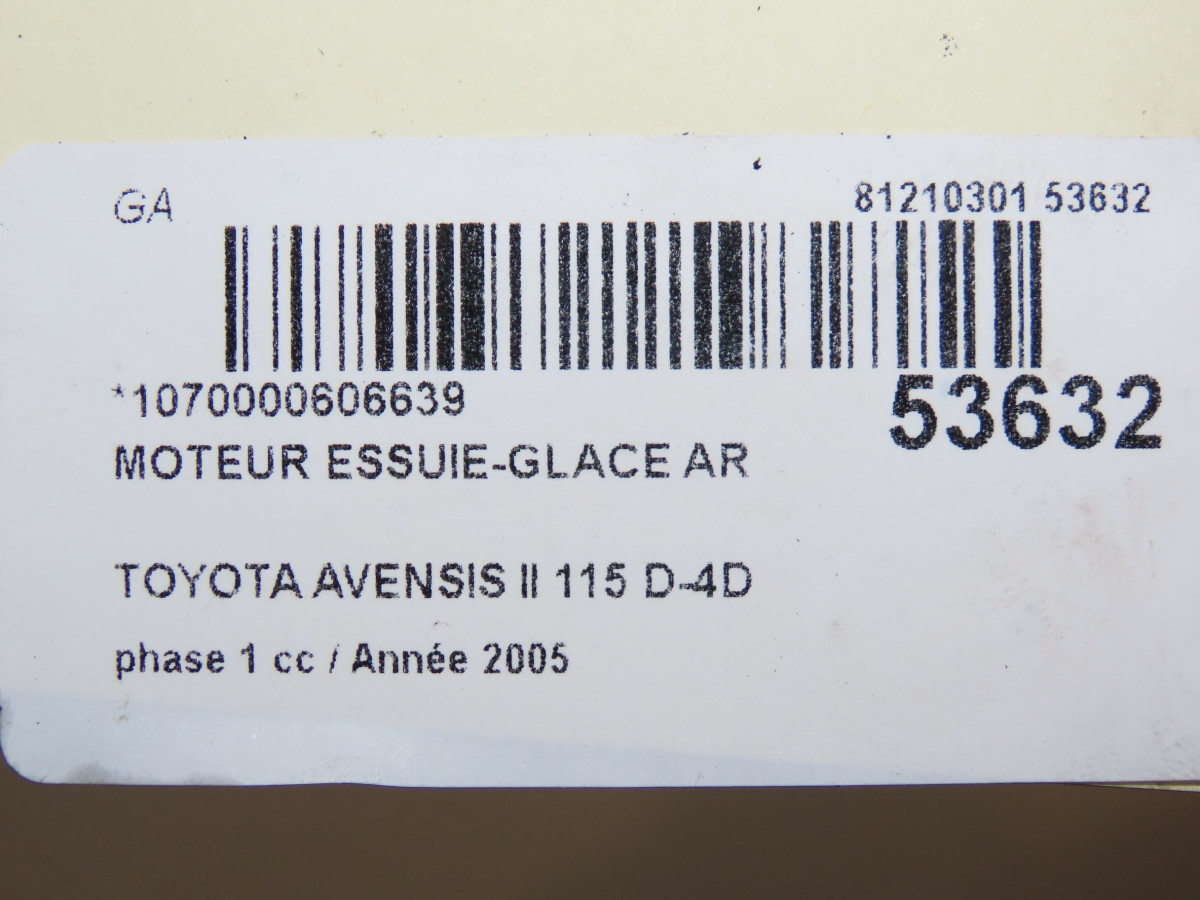 GA
81210301 53632
*1070000606639
53632
MOTEUR ESSUIE-GLACE AR
TOYOTA AVENSIS II 115 D-4D
phase 1 cc / Année 2005